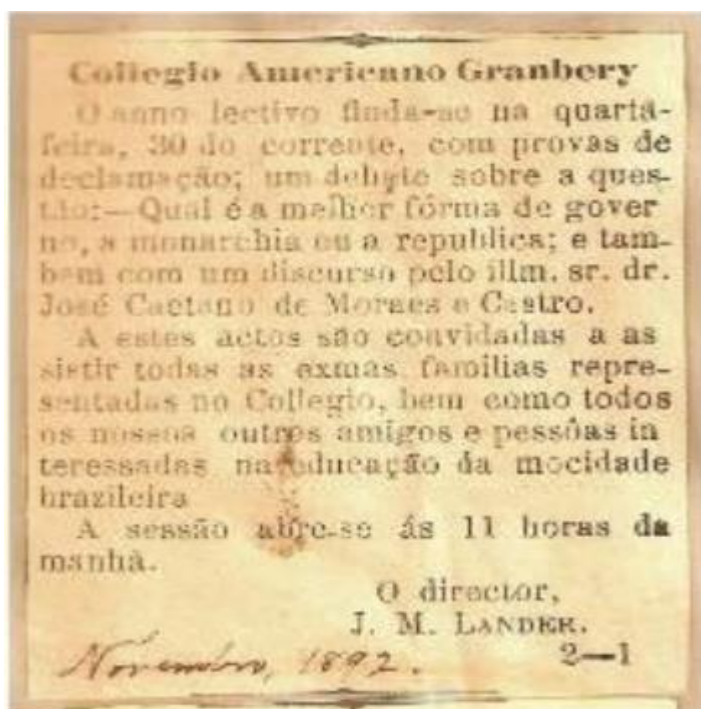 Collegio Americano Granbery
O anno lectivo finda-se na quarta-
feira, 30 do corrente, com provas de
declamação; um debate sobre a ques-
tão:—Qual é a melhor fórma de gover
no, a monarchia ou a republica; e tam-
bem com um discurso pelo illm. sr. dr.
José Caetano de Moraes e Castro.
A estes actos são convidadas a as
sistir todas as exmas familias repre-
sentadas no Collegio, bem como todos
os nossos outros amigos e pessôas in
teressadas na educação da mocidade
brazileira
A sessão abre-se ás 11 horas da
manhã.
O director,
J. M. LANDER.
2—1
Novembro, 1892.